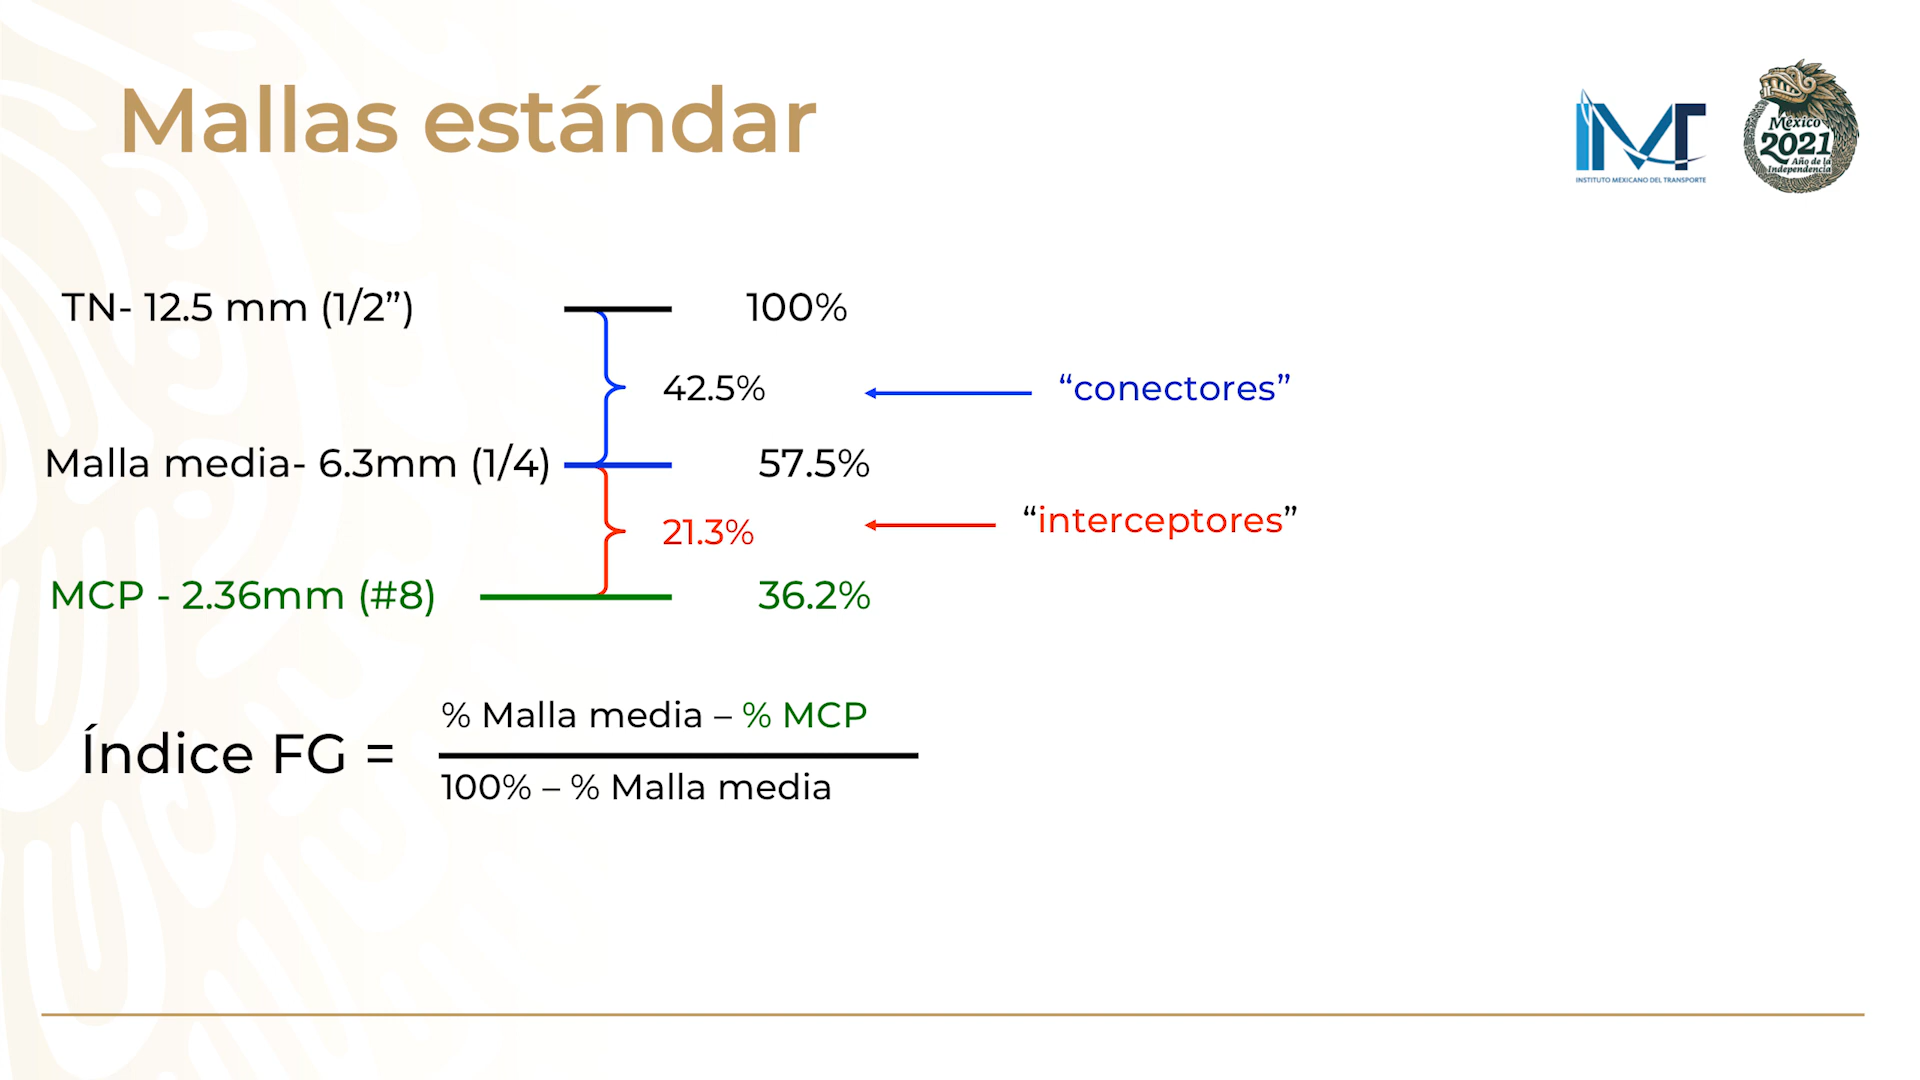 Mallas estándar
INSTITUTO MEXICANO DEL TRANSPORTE
México
2021
Año de la
Independencia
TN- 12.5 mm (1/2”) 100%
42.5% “conectores”
Malla media- 6.3mm (1/4) 57.5%
21.3% “interceptores”
MCP - 2.36mm (#8) 36.2%
% Malla media – % MCP
Índice FG =
100% – % Malla media